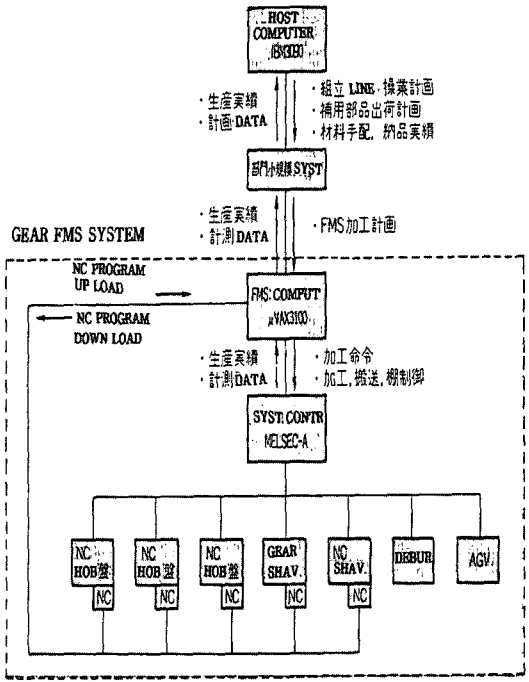 HOST
COMPUTER
IBM3090
・生産実績
・計画・DATA
・組立 LINE・操業計画
・補用部品出荷計画
・材料手配, 納品実績
部門小規模 SYST
・生産実績
・計測 DATA
・FMS加工計画
GEAR FMS SYSTEM
NC PROGRAM
UP LOAD
NC PROGRAM
DOWN LOAD
FMS: COMPUT
μVAX3100
・生産実績
・計測 DATA
・加工命令
・加工, 搬送, 棚制御
SYST. CONTR
MELSEC-A
NC
HOB 盤
NC
NC
HOB 盤
NC
NC
HOB 盤
NC
GEAR
SHAV.
NC
NC
SHAV.
NC
DEBUR.
AGV.